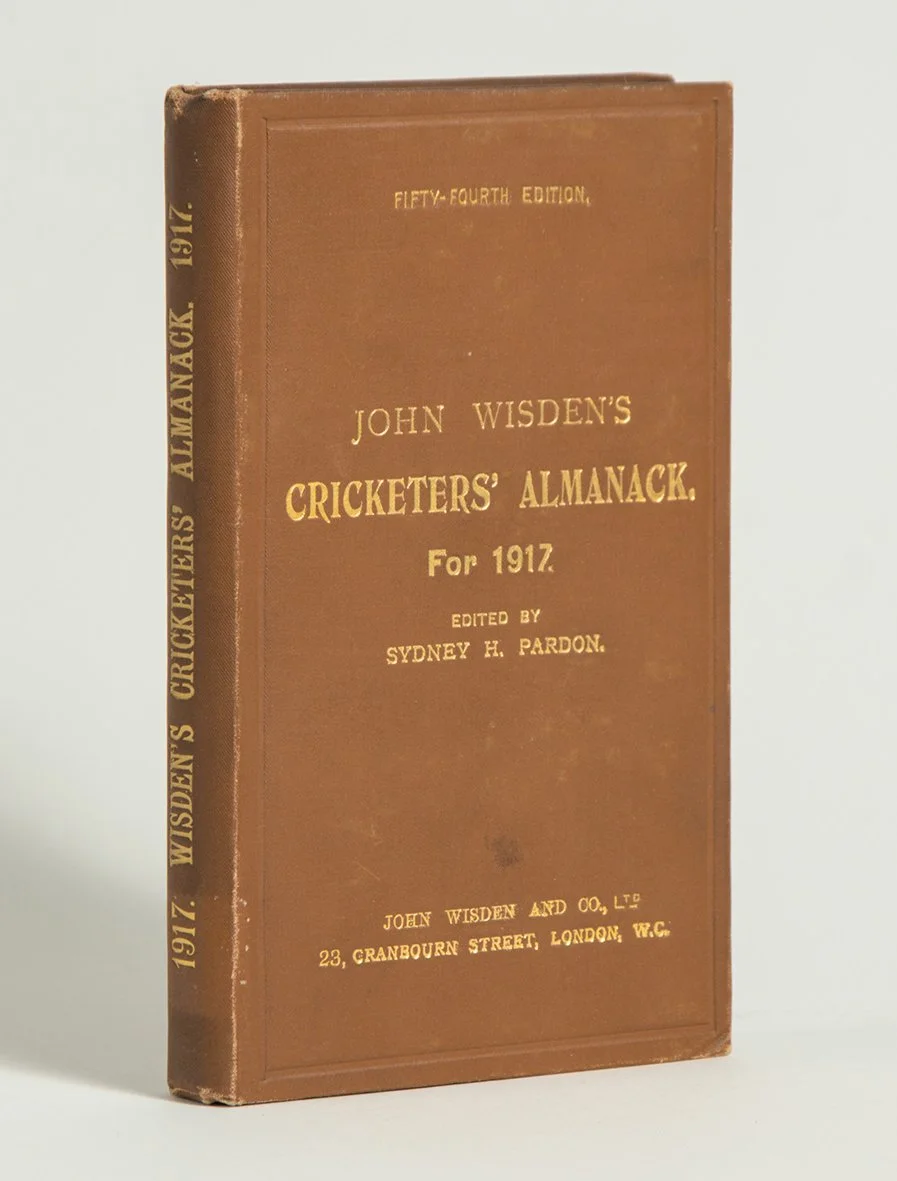 1917. WISDEN'S CRICKETERS' ALMANACK. 1917.
FIFTY-FOURTH EDITION,
JOHN WISDEN'S
CRICKETERS' ALMANACK.
For 1917.
EDITED BY
SYDNEY H. PARDON.
JOHN WISDEN AND CO., LTD
23, CRANBOURN STREET, LONDON, W.C.